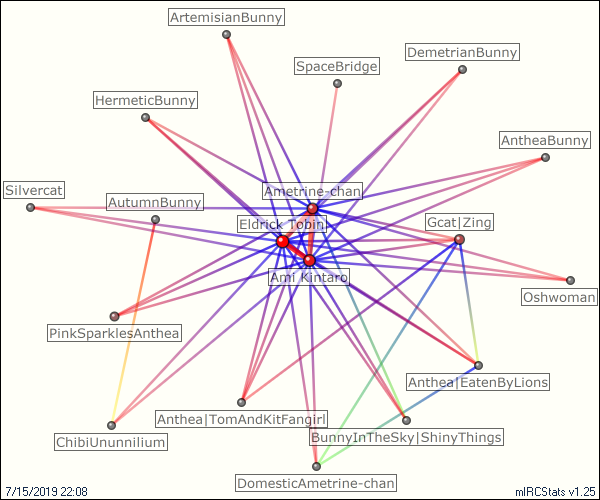 ArtemisianBunny
DemetrianBunny
SpaceBridge
HermeticBunny
AntheaBunny
Silvercat
Ametrine-chan
AutumnBunny
Eldrick Tobin
Gcat|Zing
Ami Kintaro
Oshwoman
PinkSparklesAnthea
Anthea|EatenByLions
Anthea|TomAndKitFangirl
BunnyInTheSky|ShinyThings
ChibiUnunnilium
DomesticAmetrine-chan
7/15/2019 22:08
mIRCStats v1.25